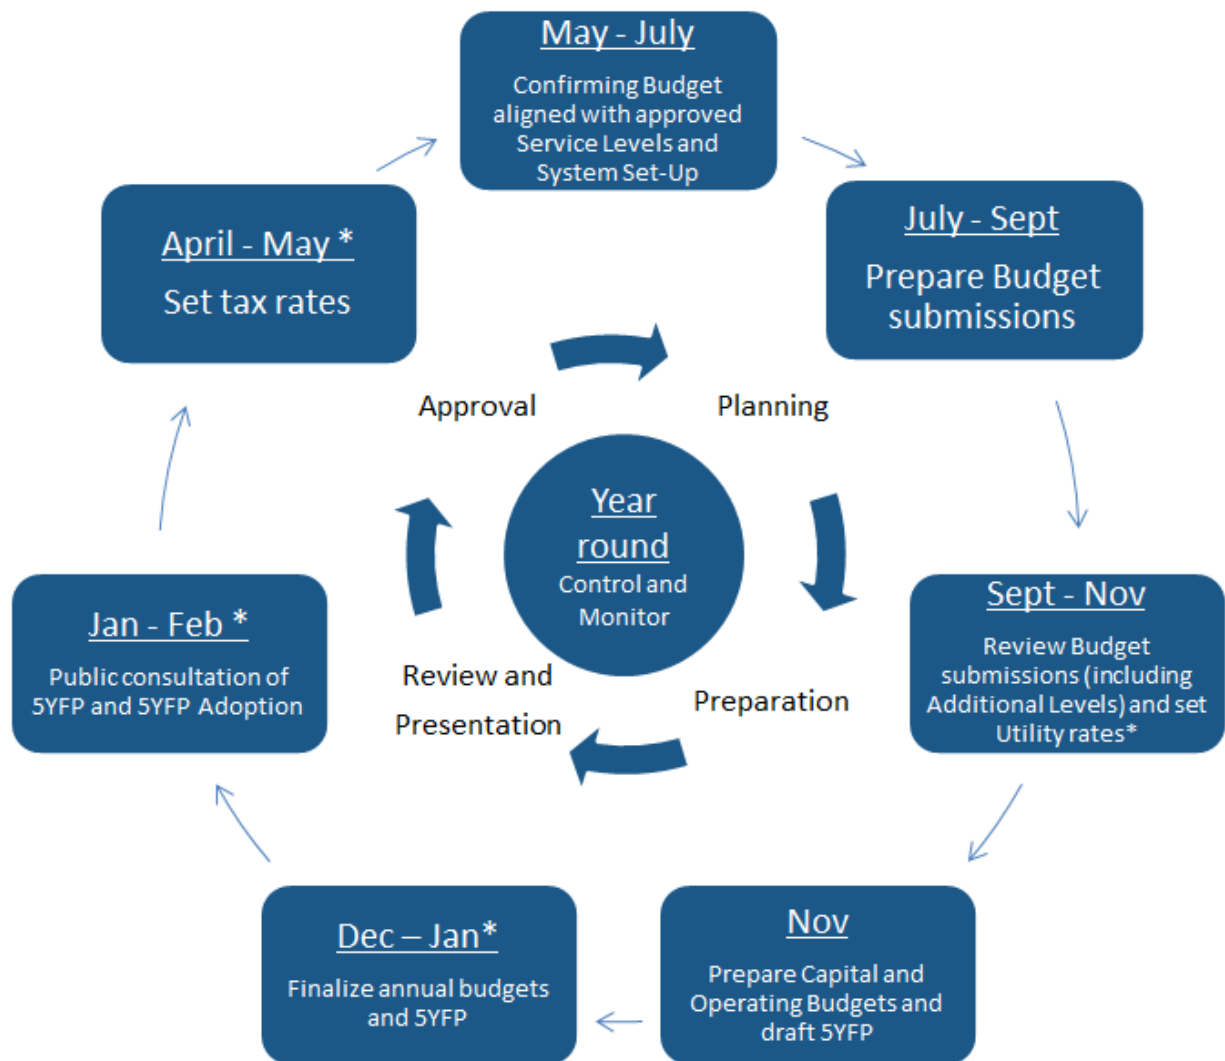 May - July
Confirming Budget
aligned with approved
Service Levels and
System Set-Up
July - Sept
Prepare Budget
submissions
Sept - Nov
Review Budget
submissions (including
Additional Levels) and set
Utility rates*
Nov
Prepare Capital and
Operating Budgets and
draft 5YFP
Dec – Jan*
Finalize annual budgets
and 5YFP
Jan - Feb *
Public consultation of
5YFP and 5YFP Adoption
April - May *
Set tax rates
Approval
Planning
Preparation
Review and
Presentation
Year
round
Control and
Monitor